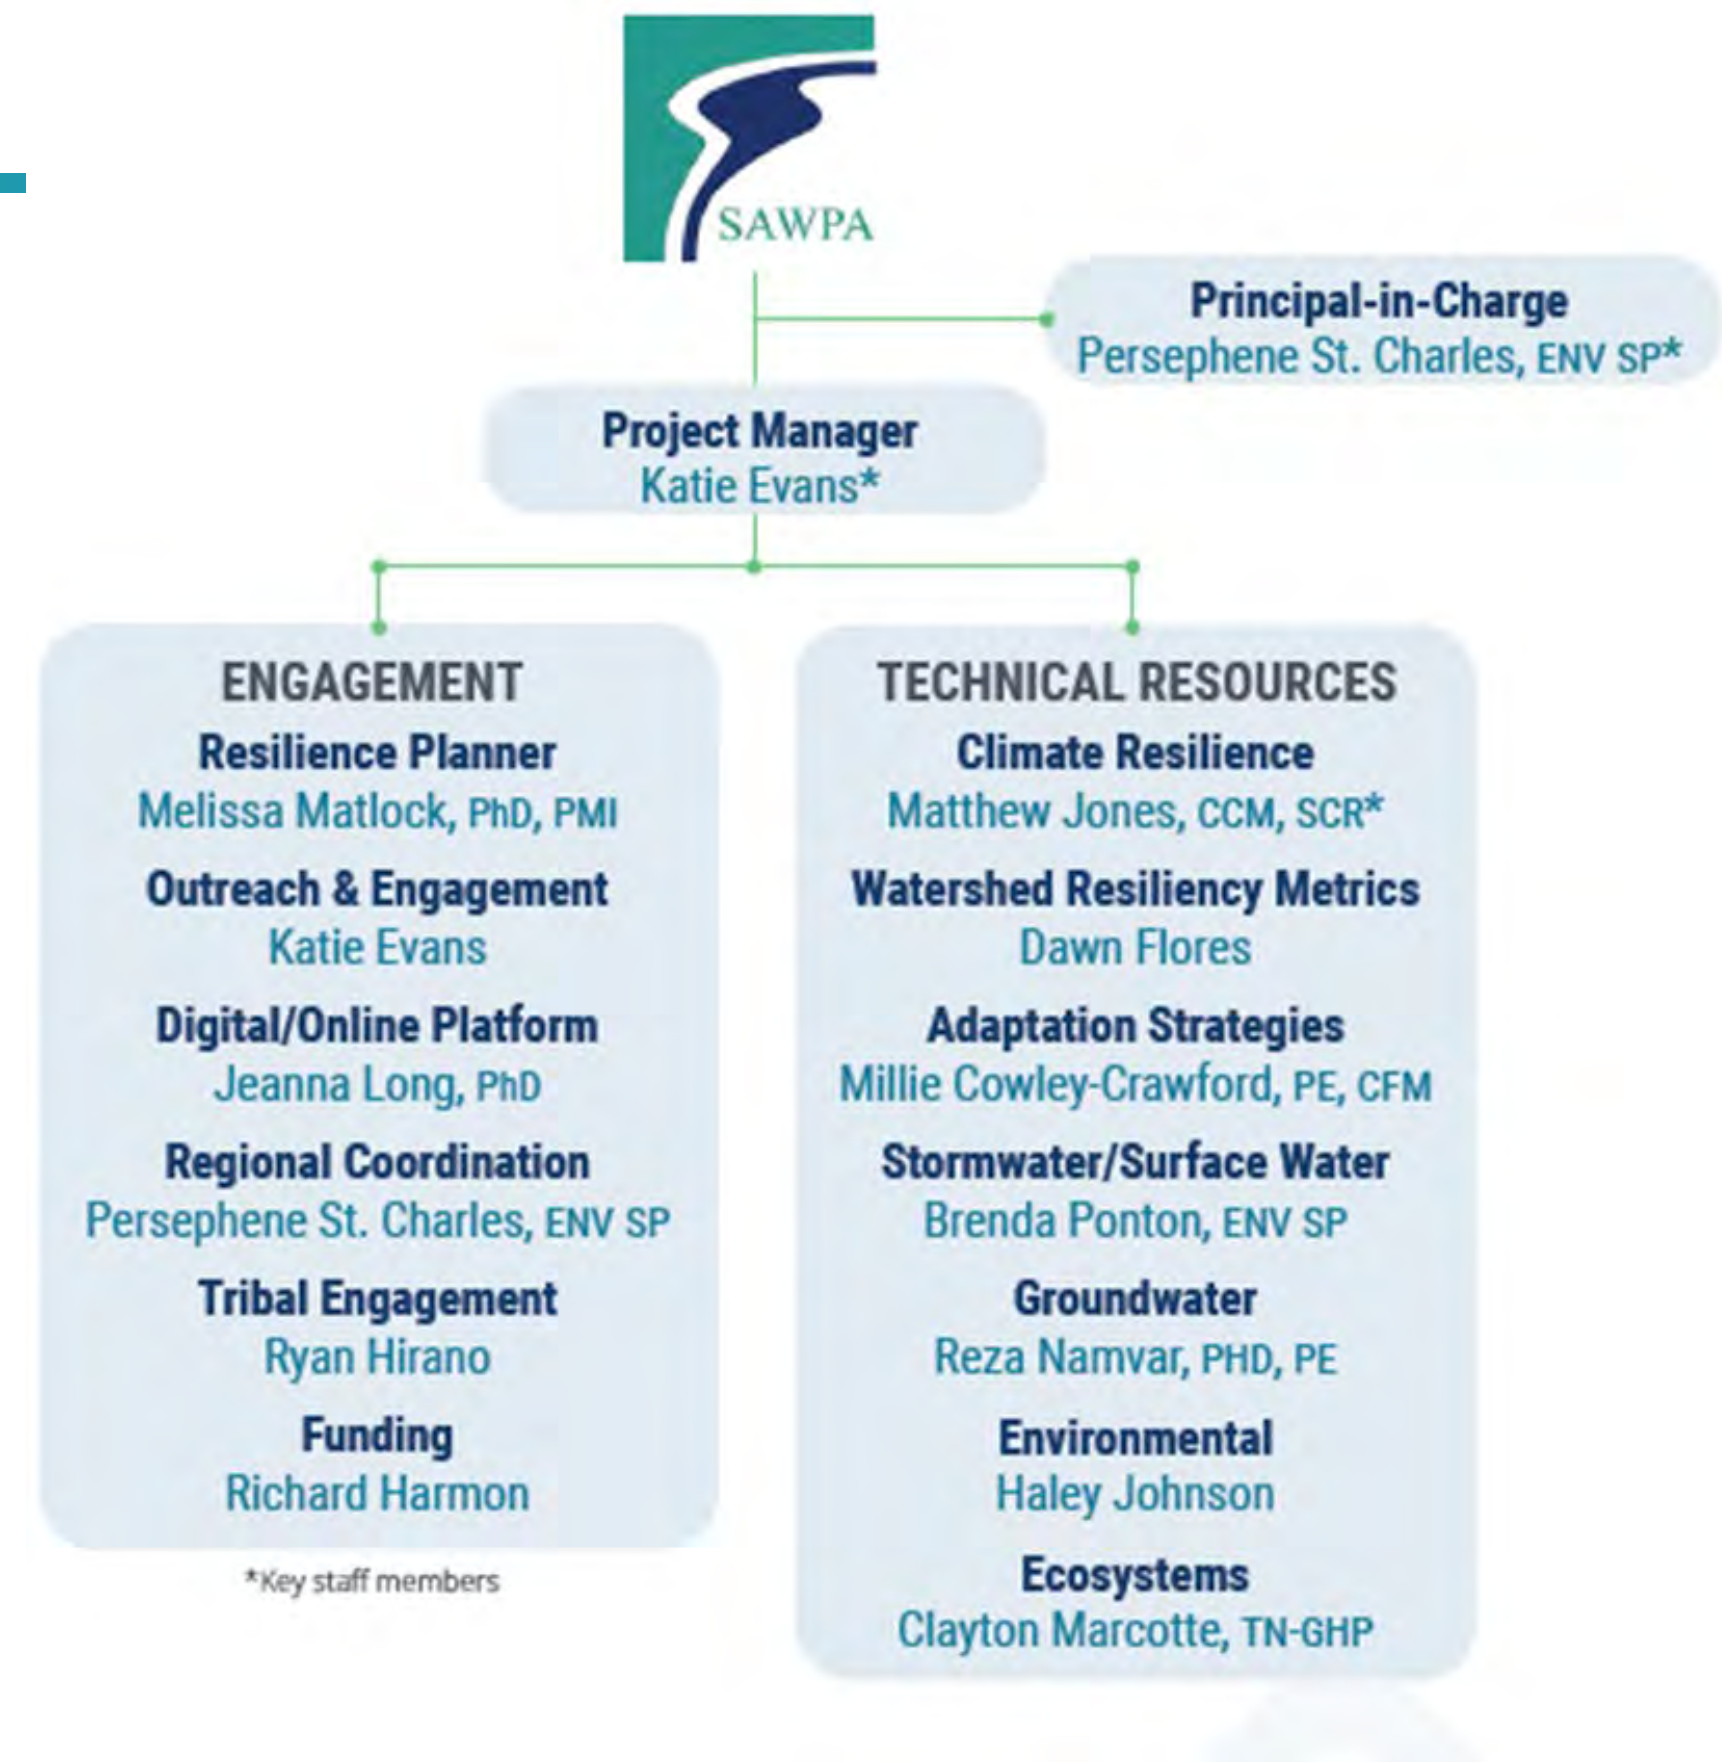 SAWPA
Principal-in-Charge
Persephene St. Charles, ENV SP*
Project Manager
Katie Evans*
ENGAGEMENT
Resilience Planner
Melissa Matlock, PhD, PMI
Outreach & Engagement
Katie Evans
Digital/Online Platform
Jeanna Long, PhD
Regional Coordination
Persephene St. Charles, ENV SP
Tribal Engagement
Ryan Hirano
Funding
Richard Harmon
*Key staff members
TECHNICAL RESOURCES
Climate Resilience
Matthew Jones, CCM, SCR*
Watershed Resiliency Metrics
Dawn Flores
Adaptation Strategies
Millie Cowley-Crawford, PE, CFM
Stormwater/Surface Water
Brenda Ponton, ENV SP
Groundwater
Reza Namvar, PHD, PE
Environmental
Haley Johnson
Ecosystems
Clayton Marcotte, TN-GHP